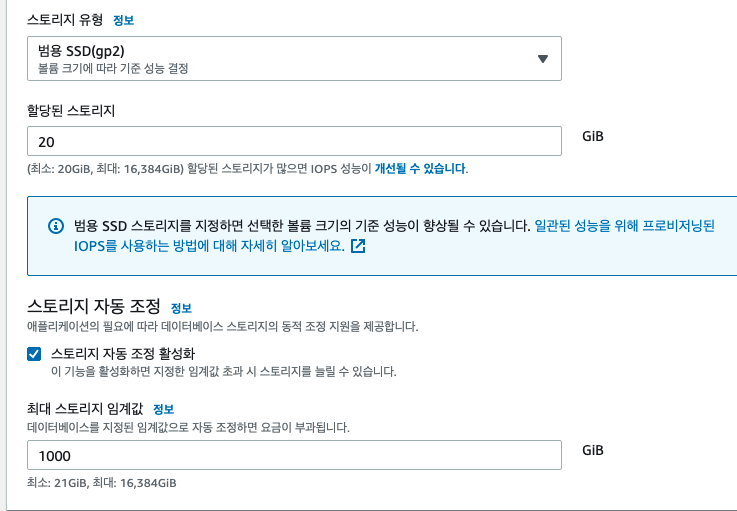 스토리지 유형 정보
범용 SSD(gp2)
볼륨 크기에 따라 기준 성능 결정
할당된 스토리지
20 GiB
(최소: 20GiB, 최대: 16,384GiB) 할당된 스토리지가 많으면 IOPS 성능이 개선될 수 있습니다.
범용 SSD 스토리지를 지정하면 선택한 볼륨 크기의 기준 성능이 향상될 수 있습니다. 일관된 성능을 위해 프로비저닝된
IOPS를 사용하는 방법에 대해 자세히 알아보세요.
스토리지 자동 조정 정보
애플리케이션의 필요에 따라 데이터베이스 스토리지의 동적 조정 지원을 제공합니다.
스토리지 자동 조정 활성화
이 기능을 활성화하면 지정한 임계값 초과 시 스토리지를 늘릴 수 있습니다.
최대 스토리지 임계값 정보
데이터베이스를 지정된 임계값으로 자동 조정하면 요금이 부과됩니다.
1000 GiB
최소: 21GiB, 최대: 16,384GiB